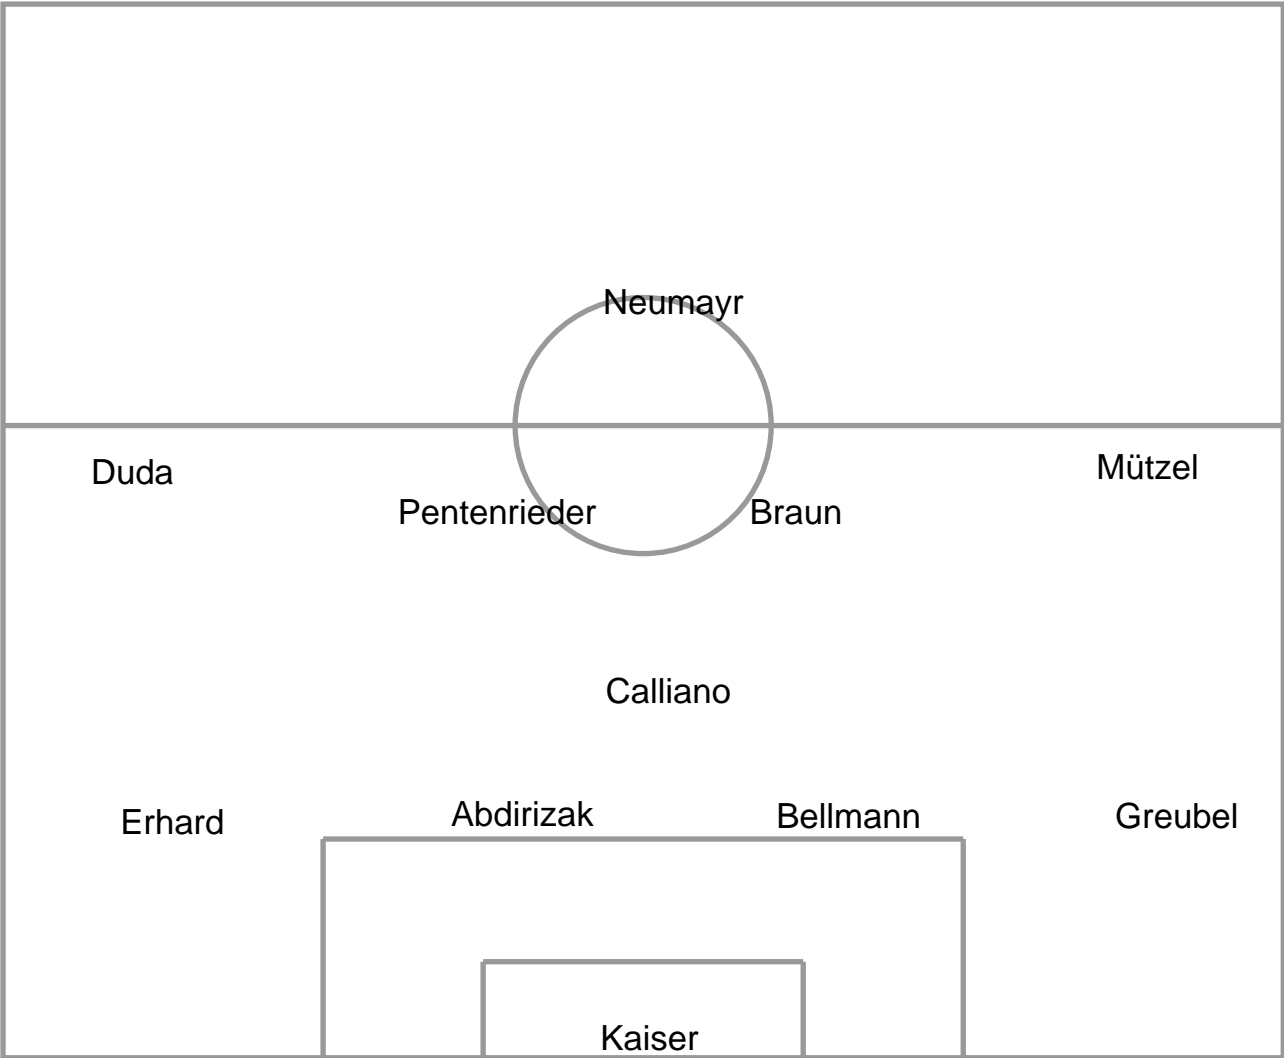 Neumayr
Duda
Mützel
Pentenrieder
Braun
Calliano
Erhard
Abdirizak
Bellmann
Greubel
Kaiser